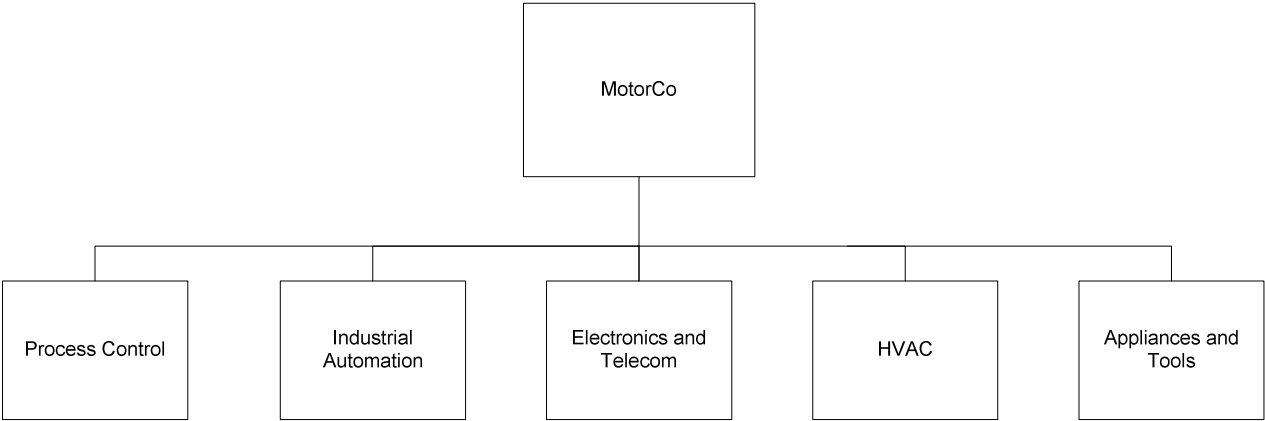 MotorCo
Process Control
Industrial
Automation
Electronics and
Telecom
HVAC
Appliances and
Tools